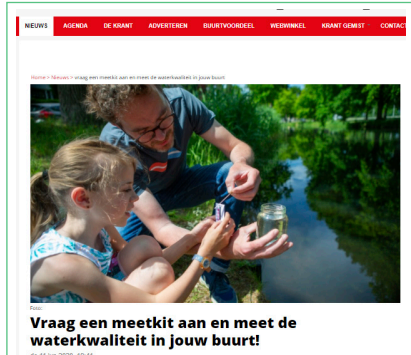 NIEUWS AGENDA DE KRANT ADVERTEREN BUURTVOORDEEL WEBWINKEL KRANT GEMIST CONTACT
Home > Nieuws > vraag een meetkit aan en meet de waterkwaliteit in jouw buurt
Foto:
Vraag een meetkit aan en meet de
waterkwaliteit in jouw buurt!